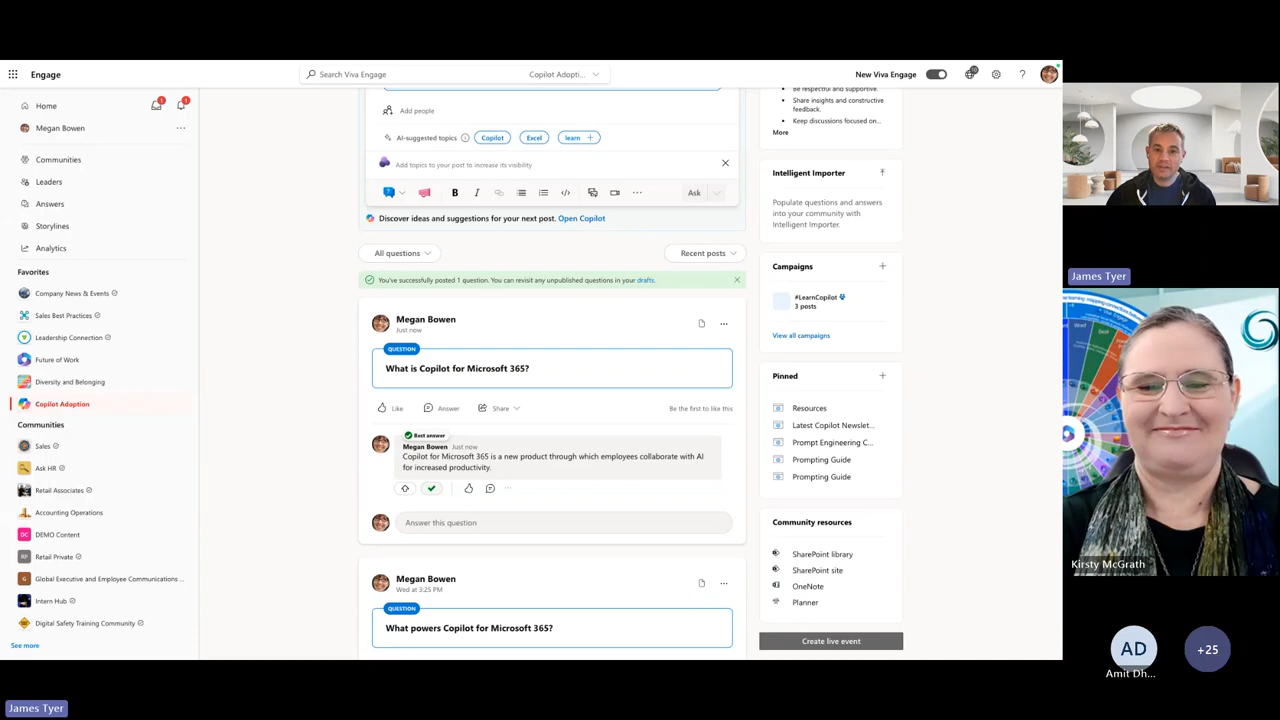 Engage
Search Viva Engage
Copilot Adopti...
New Viva Engage
?
Home
Megan Bowen
Communities
Leaders
Answers
Storylines
Analytics
Favorites
Company News & Events
Sales Best Practices
Leadership Connection
Future of Work
Diversity and Belonging
Copilot Adoption
Communities
Sales
Ask HR
Retail Associates
Accounting Operations
DC DEMO Content
RP Retail Private
G Global Executive and Employee Communications ...
Intern Hub
Digital Safety Training Community
See more
Add people
AI-suggested topics
Copilot
Excel
learn +
Add topics to your post to increase its visibility
B I
Ask
Discover ideas and suggestions for your next post. Open Copilot
All questions
Recent posts
You've successfully posted 1 question. You can revisit any unpublished questions in your drafts.
Megan Bowen
Just now
QUESTION
What is Copilot for Microsoft 365?
Like
Answer
Share
Be the first to like this
Best answer
Megan Bowen Just now
Copilot for Microsoft 365 is a new product through which employees collaborate with AI
for increased productivity.
Answer this question
Megan Bowen
Wed at 3:25 PM
QUESTION
What powers Copilot for Microsoft 365?
Be respectful and supportive.
Share insights and constructive
feedback.
Keep discussions focused on...
More
Intelligent Importer
Populate questions and answers
into your community with
Intelligent Importer.
Campaigns
#LearnCopilot
3 posts
View all campaigns
Pinned
Resources
Latest Copilot Newslet...
Prompt Engineering C...
Prompting Guide
Prompting Guide
Community resources
SharePoint library
SharePoint site
OneNote
Planner
Create live event
James Tyer
Kirsty McGrath
AD
Amit Dh...
+25
James Tyer